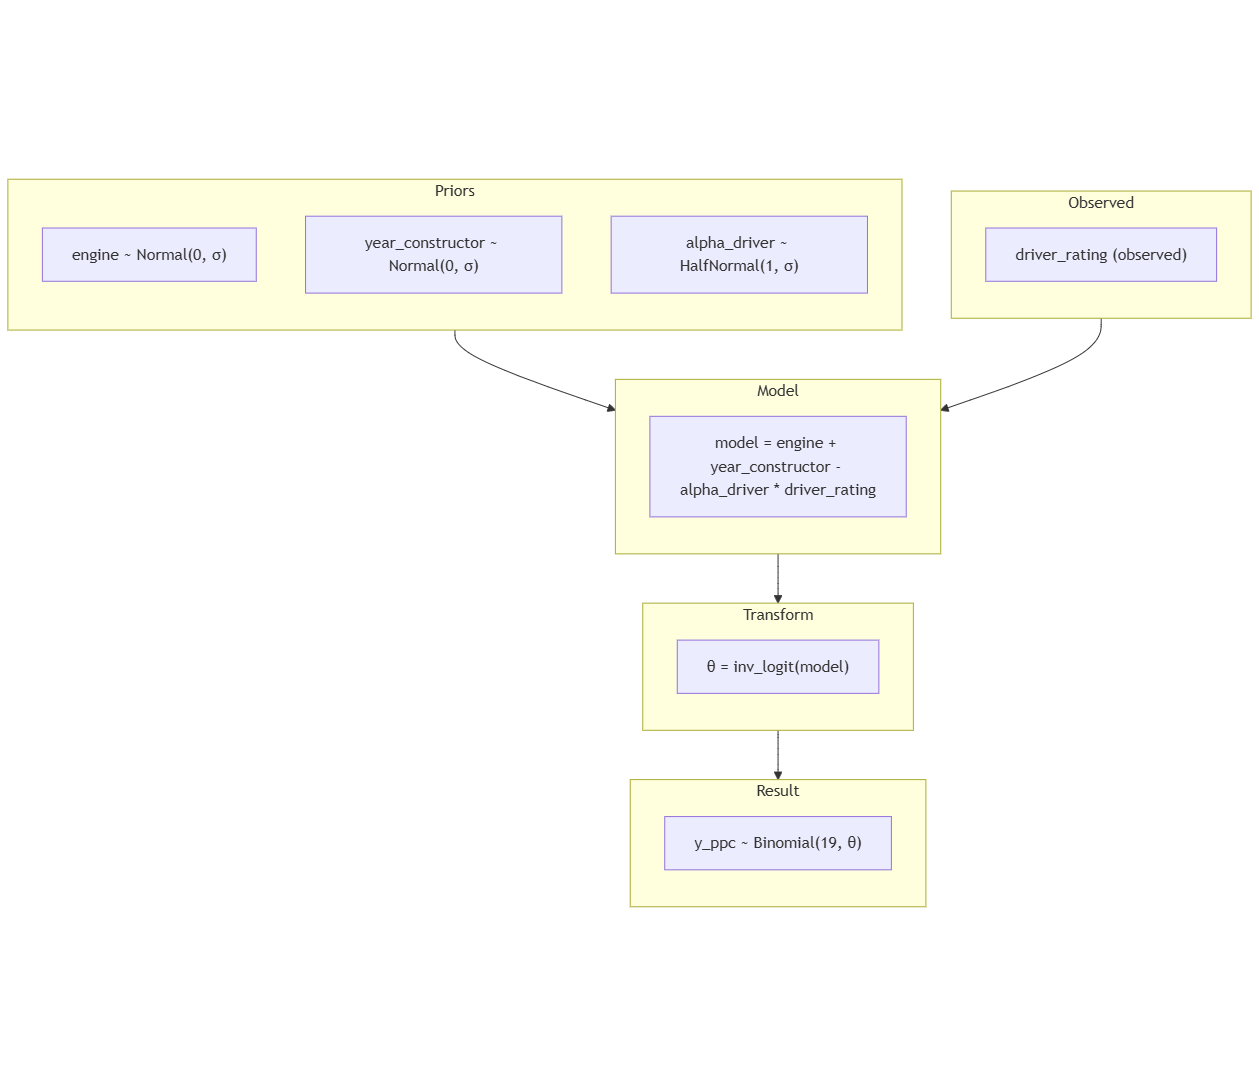 Priors
engine ~ Normal(0, σ)
year_constructor ~
Normal(0, σ)
alpha_driver ~
HalfNormal(1, σ)
Observed
driver_rating (observed)
Model
model = engine +
year_constructor -
alpha_driver * driver_rating
Transform
θ = inv_logit(model)
Result
y_ppc ~ Binomial(19, θ)